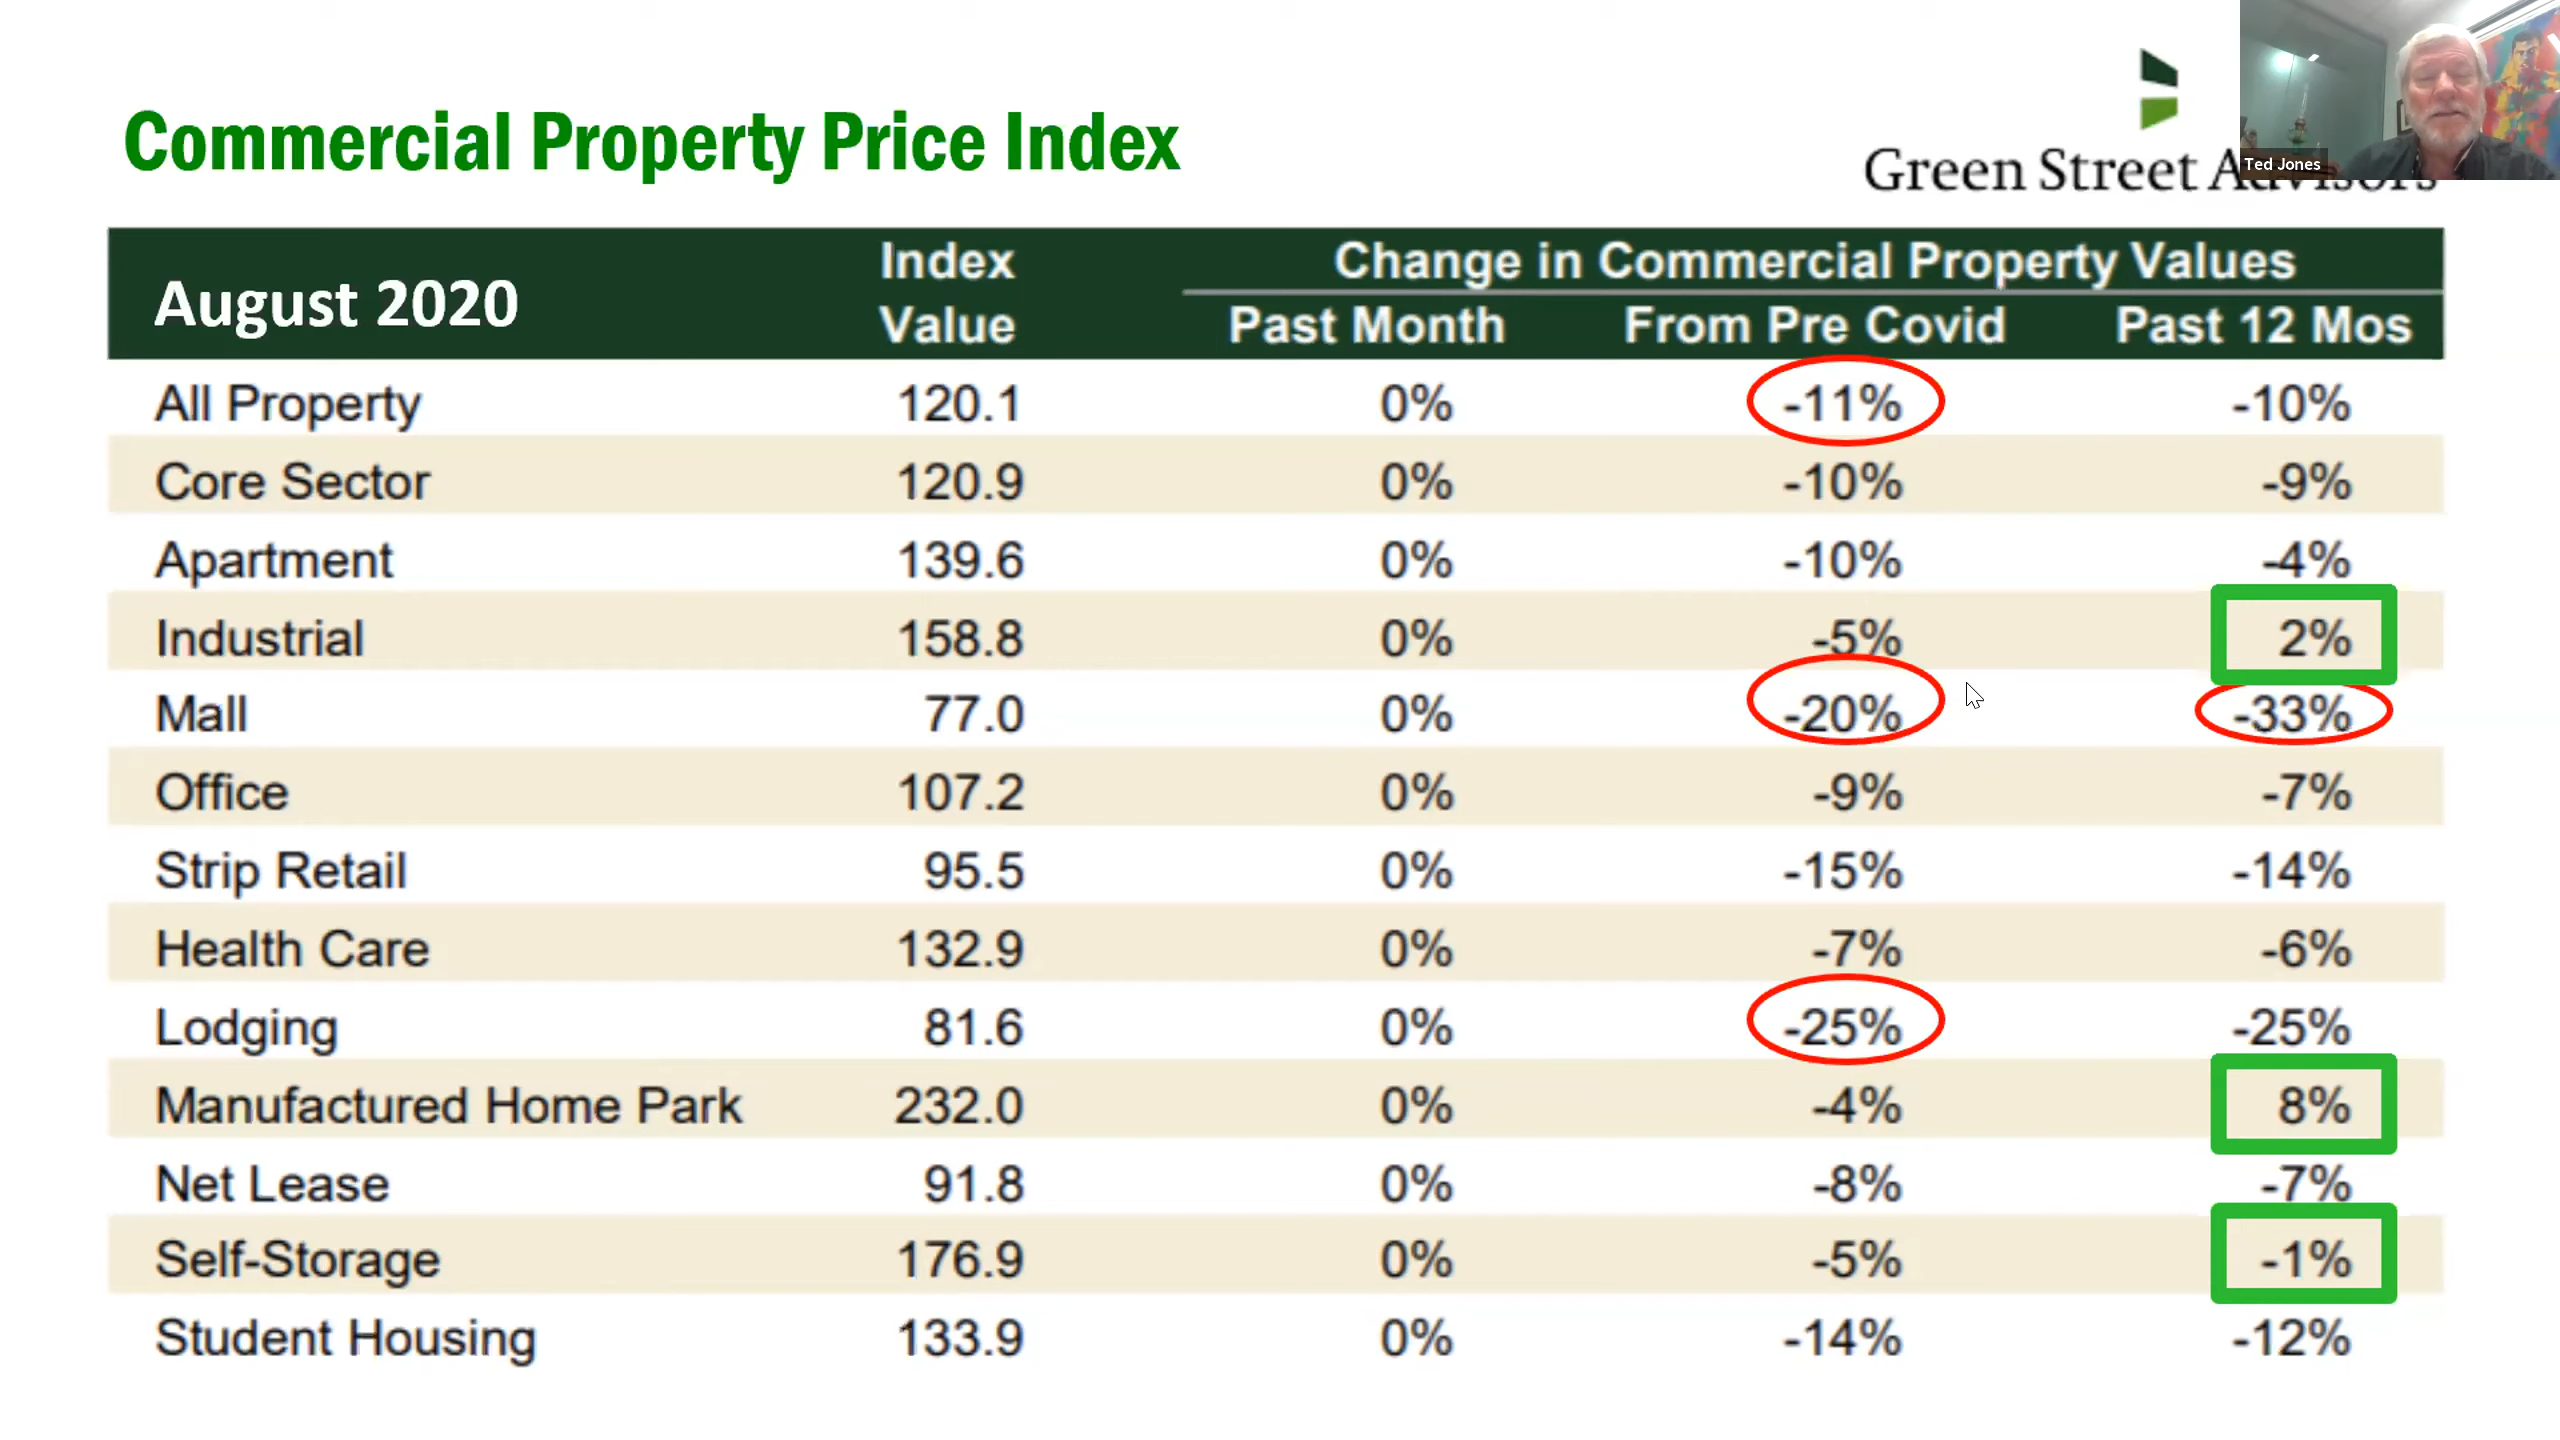 Commercial Property Price Index
Green Street Advisors
Ted Jones
August 2020 Index Value Change in Commercial Property Values
Past Month From Pre Covid Past 12 Mos
All Property 120.1 0% -11% -10%
Core Sector 120.9 0% -10% -9%
Apartment 139.6 0% -10% -4%
Industrial 158.8 0% -5% 2%
Mall 77.0 0% -20% -33%
Office 107.2 0% -9% -7%
Strip Retail 95.5 0% -15% -14%
Health Care 132.9 0% -7% -6%
Lodging 81.6 0% -25% -25%
Manufactured Home Park 232.0 0% -4% 8%
Net Lease 91.8 0% -8% -7%
Self-Storage 176.9 0% -5% -1%
Student Housing 133.9 0% -14% -12%